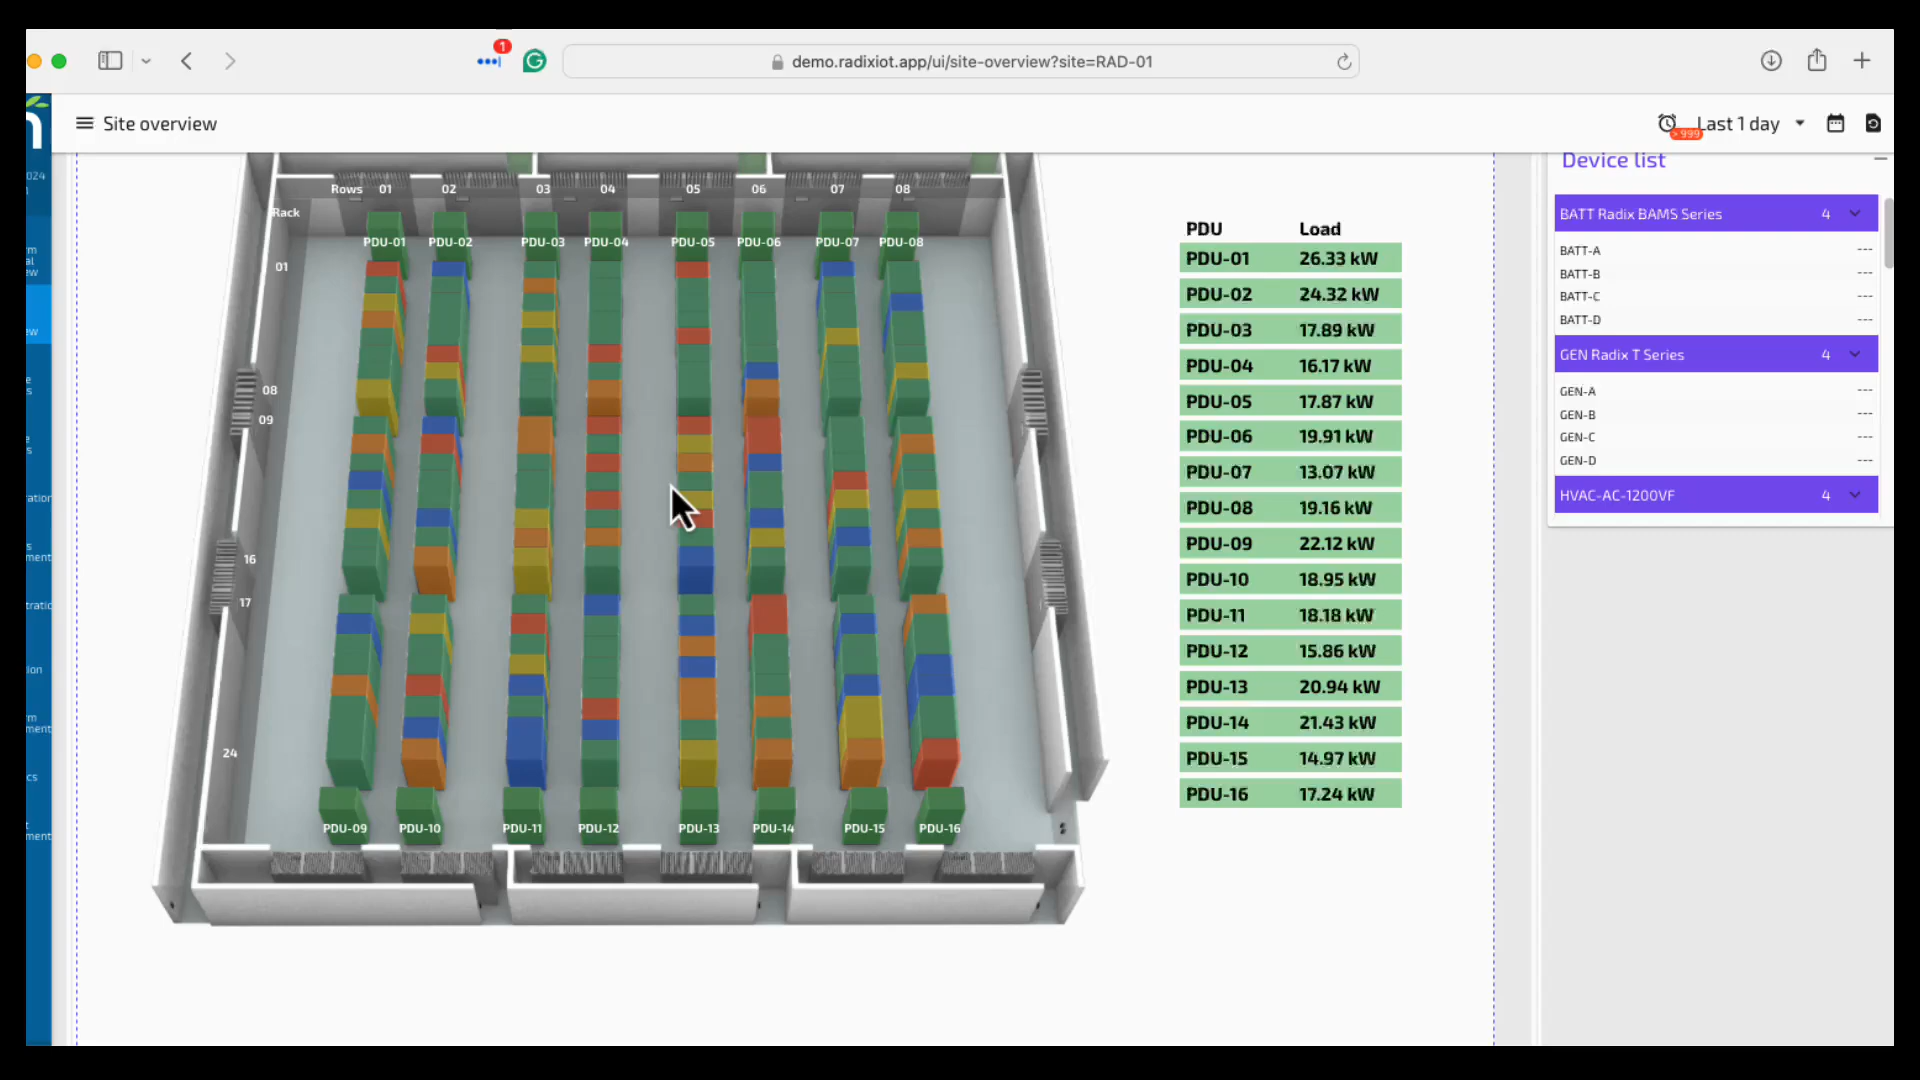 1
demo.radixiot.app/ui/site-overview?site=RAD-01
Site overview
> 999
Last 1 day
024
Rows 01 02 03 04 05 06 07 08
Rack
PDU-01 PDU-02 PDU-03 PDU-04 PDU-05 PDU-06 PDU-07 PDU-08
01
08
09
16
17
24
PDU-09 PDU-10 PDU-11 PDU-12 PDU-13 PDU-14 PDU-15 PDU-16
PDU Load
PDU-01 26.33 kW
PDU-02 24.32 kW
PDU-03 17.89 kW
PDU-04 16.17 kW
PDU-05 17.87 kW
PDU-06 19.91 kW
PDU-07 13.07 kW
PDU-08 19.16 kW
PDU-09 22.12 kW
PDU-10 18.95 kW
PDU-11 18.18 kW
PDU-12 15.86 kW
PDU-13 20.94 kW
PDU-14 21.43 kW
PDU-15 14.97 kW
PDU-16 17.24 kW
Device list
BATT Radix BAMS Series 4
BATT-A ---
BATT-B ---
BATT-C ---
BATT-D ---
GEN Radix T Series 4
GEN-A ---
GEN-B ---
GEN-C ---
GEN-D ---
HVAC-AC-1200VF 4